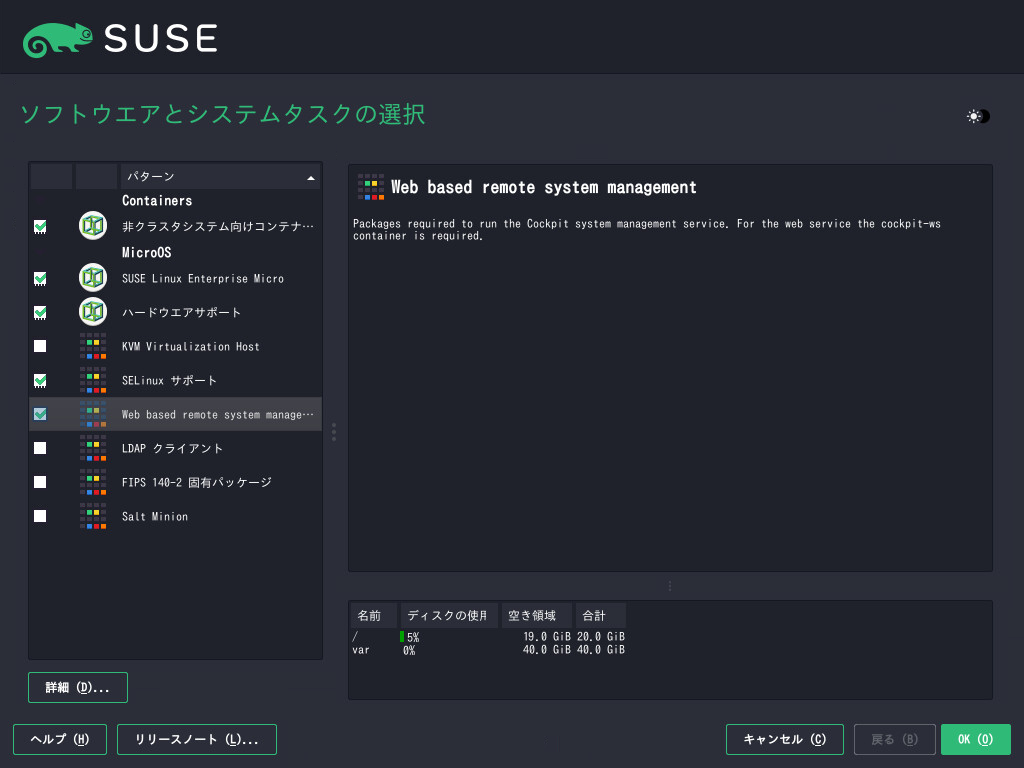 SUSE
ソフトウエアとシステムタスクの選択
パターン
Containers
非クラスタシステム向けコンテナ…
MicroOS
SUSE Linux Enterprise Micro
ハードウエアサポート
KVM Virtualization Host
SELinux サポート
Web based remote system manage…
LDAP クライアント
FIPS 140-2 固有パッケージ
Salt Minion
詳細 (D)...
Web based remote system management
Packages required to run the Cockpit system management service. For the web service the cockpit-ws
container is required.
名前 ディスクの使用 空き領域 合計
/ 5% 19.0 GiB 20.0 GiB
var 0% 40.0 GiB 40.0 GiB
ヘルプ (H) リリースノート (L)... キャンセル (C) 戻る (B) OK (O)